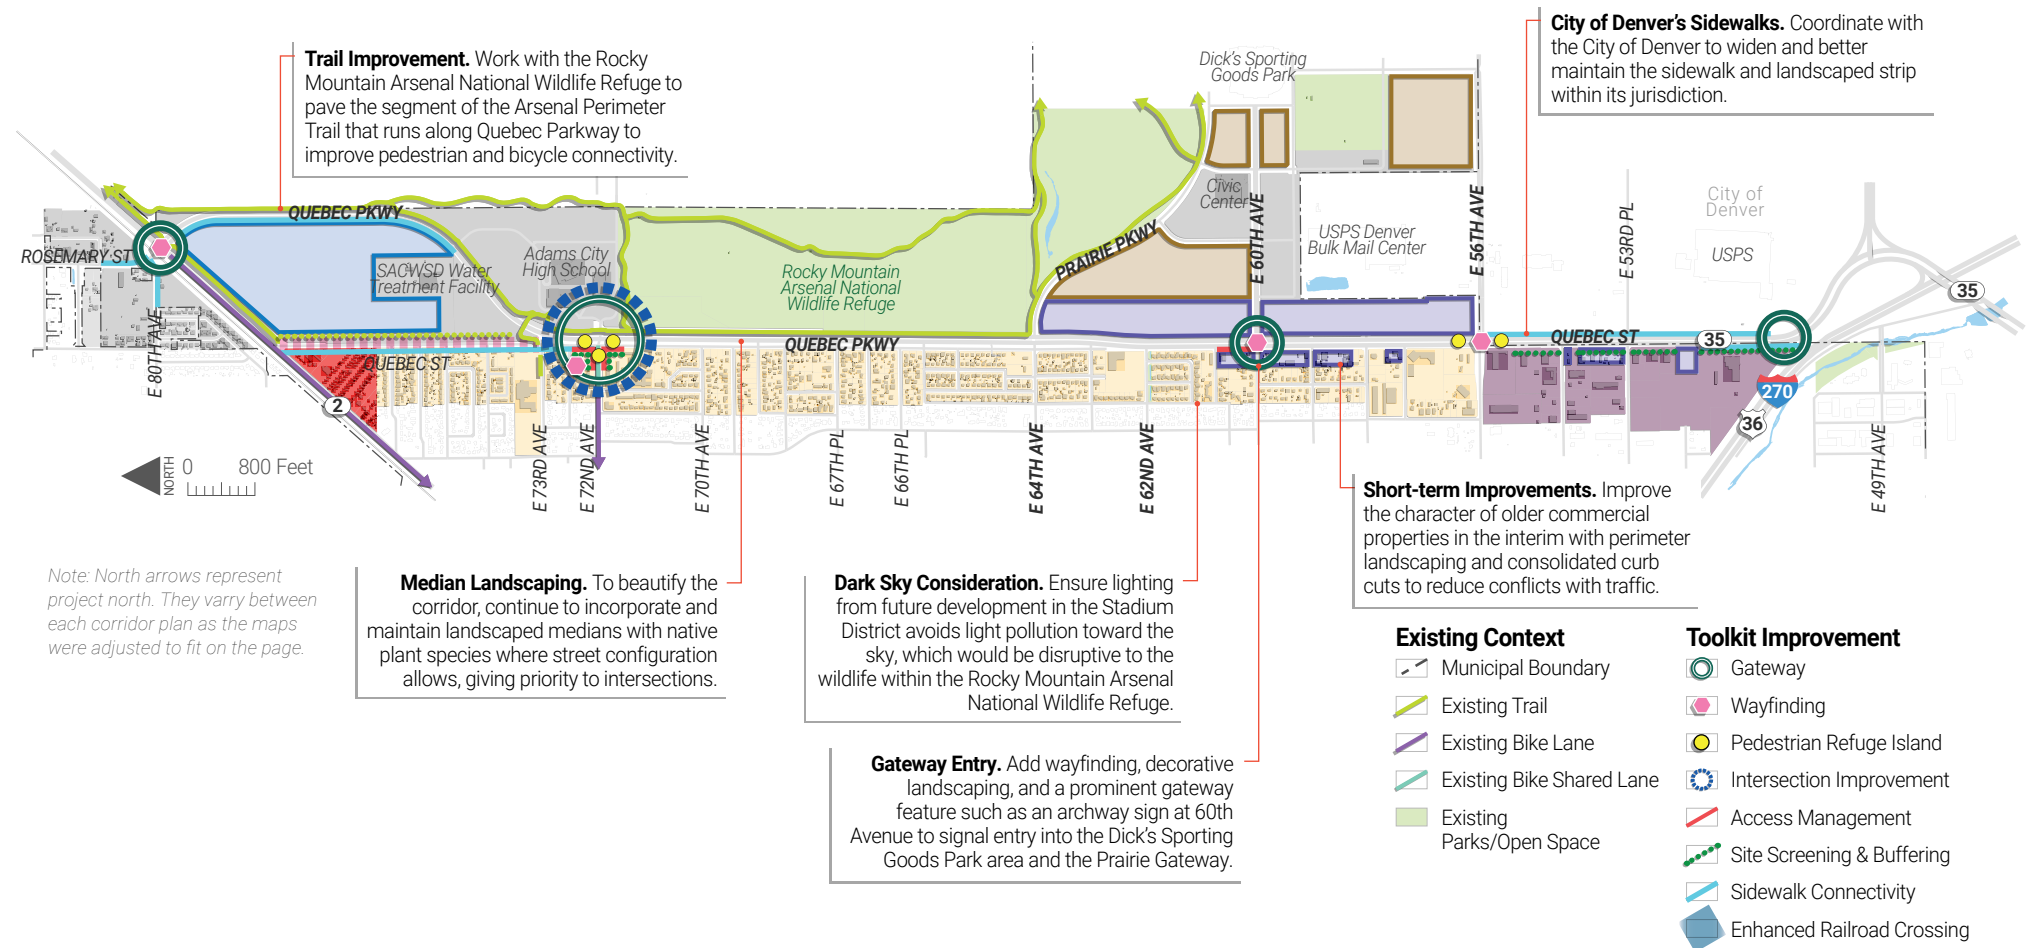 Trail Improvement. Work with the Rocky
Mountain Arsenal National Wildlife Refuge to
pave the segment of the Arsenal Perimeter
Trail that runs along Quebec Parkway to
improve pedestrian and bicycle connectivity.
City of Denver's Sidewalks. Coordinate with
the City of Denver to widen and better
maintain the sidewalk and landscaped strip
within its jurisdiction.
Dick's Sporting
Goods Park
Civic
Center
City of
Denver
USPS
USPS Denver
Bulk Mail Center
QUEBEC PKWY
ROSEMARY ST
SACWSD Water
Treatment Facility
Adams City
High School
Rocky Mountain
Arsenal National
Wildlife Refuge
PRAIRIE PKWY
E 60TH AVE
E 56TH AVE
E 53RD PL
35
QUEBEC PKWY
QUEBEC ST
35
QUEBEC ST
E 80TH AVE
2
270
36
E 73RD AVE
E 72ND AVE
E 70TH AVE
E 67TH PL
E 66TH PL
E 64TH AVE
E 62ND AVE
E 49TH AVE
NORTH
0 800 Feet
Short-term Improvements. Improve
the character of older commercial
properties in the interim with perimeter
landscaping and consolidated curb
cuts to reduce conflicts with traffic.
Note: North arrows represent
project north. They varry between
each corridor plan as the maps
were adjusted to fit on the page.
Median Landscaping. To beautify the
corridor, continue to incorporate and
maintain landscaped medians with native
plant species where street configuration
allows, giving priority to intersections.
Dark Sky Consideration. Ensure lighting
from future development in the Stadium
District avoids light pollution toward the
sky, which would be disruptive to the
wildlife within the Rocky Mountain Arsenal
National Wildlife Refuge.
Gateway Entry. Add wayfinding, decorative
landscaping, and a prominent gateway
feature such as an archway sign at 60th
Avenue to signal entry into the Dick's Sporting
Goods Park area and the Prairie Gateway.
Existing Context
Municipal Boundary
Existing Trail
Existing Bike Lane
Existing Bike Shared Lane
Existing
Parks/Open Space
Toolkit Improvement
Gateway
Wayfinding
Pedestrian Refuge Island
Intersection Improvement
Access Management
Site Screening & Buffering
Sidewalk Connectivity
Enhanced Railroad Crossing